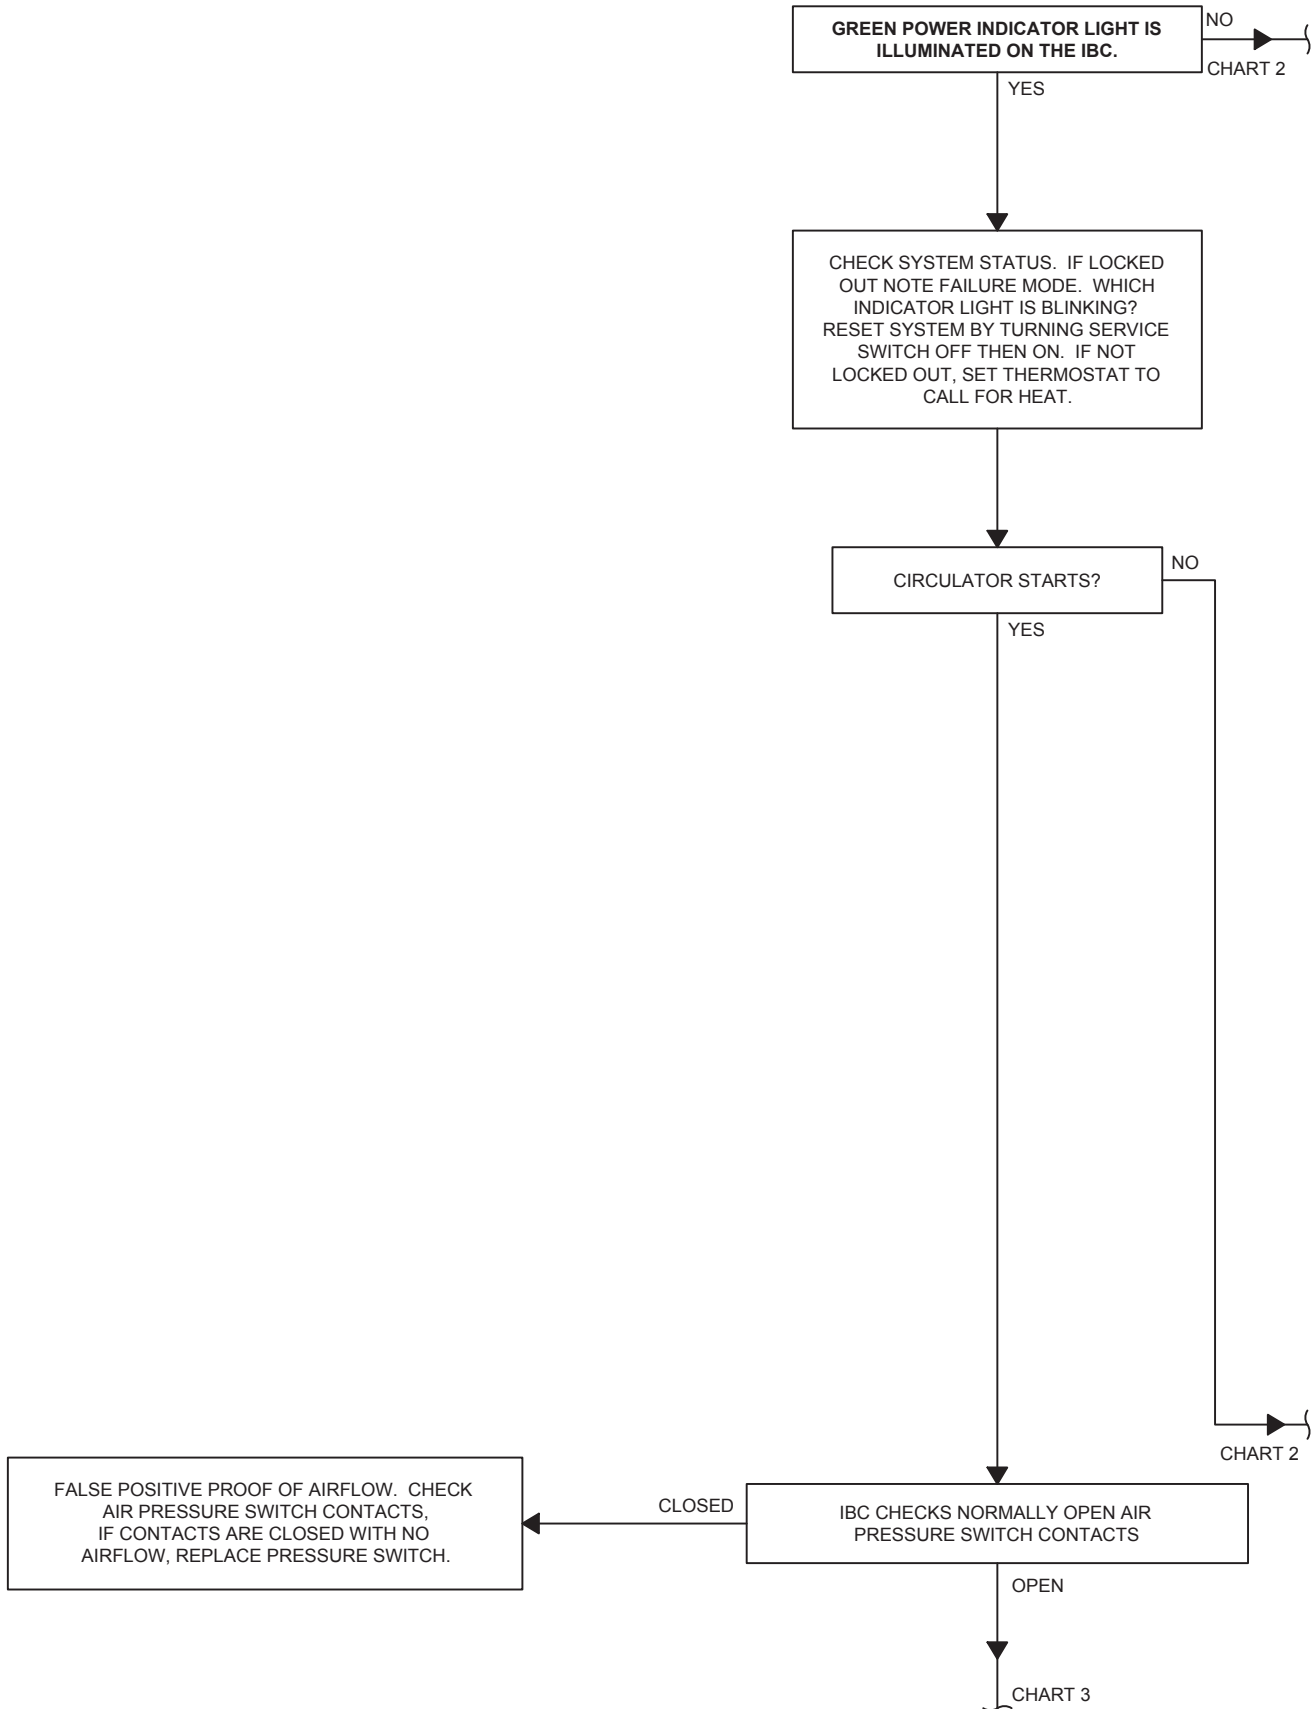 GREEN POWER INDICATOR LIGHT IS
ILLUMINATED ON THE IBC.
NO
CHART 2
YES
CHECK SYSTEM STATUS. IF LOCKED
OUT NOTE FAILURE MODE. WHICH
INDICATOR LIGHT IS BLINKING?
RESET SYSTEM BY TURNING SERVICE
SWITCH OFF THEN ON. IF NOT
LOCKED OUT, SET THERMOSTAT TO
CALL FOR HEAT.
CIRCULATOR STARTS?
NO
YES
CHART 2
IBC CHECKS NORMALLY OPEN AIR
PRESSURE SWITCH CONTACTS
CLOSED
FALSE POSITIVE PROOF OF AIRFLOW. CHECK
AIR PRESSURE SWITCH CONTACTS,
IF CONTACTS ARE CLOSED WITH NO
AIRFLOW, REPLACE PRESSURE SWITCH.
OPEN
CHART 3